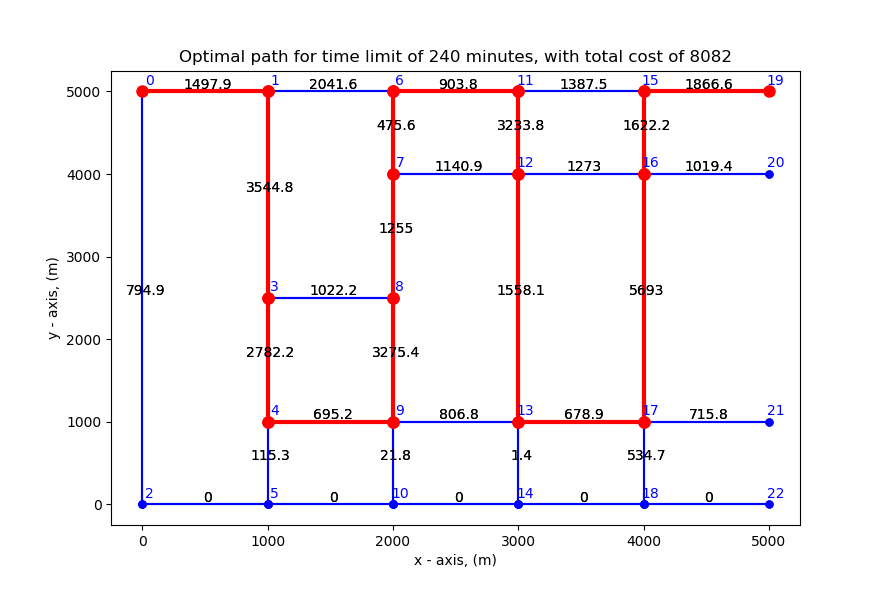 Optimal path for time limit of 240 minutes, with total cost of 8082
0 1 6 11 15 19
1497.9 2041.6 903.8 1387.5 1866.6
5000
475.6 3233.8 1622.2
7 12 16 20
1140.9 1273 1019.4
4000
3544.8
1255
3000
3 8
794.9 1022.2 1558.1 5693
y - axis, (m)
2000
2782.2 3275.4
4 9 13 17 21
695.2 806.8 678.9 715.8
1000
115.3 21.8 1.4 534.7
2 5 10 14 18 22
0 0 0 0 0
0
0 1000 2000 3000 4000 5000
x - axis, (m)